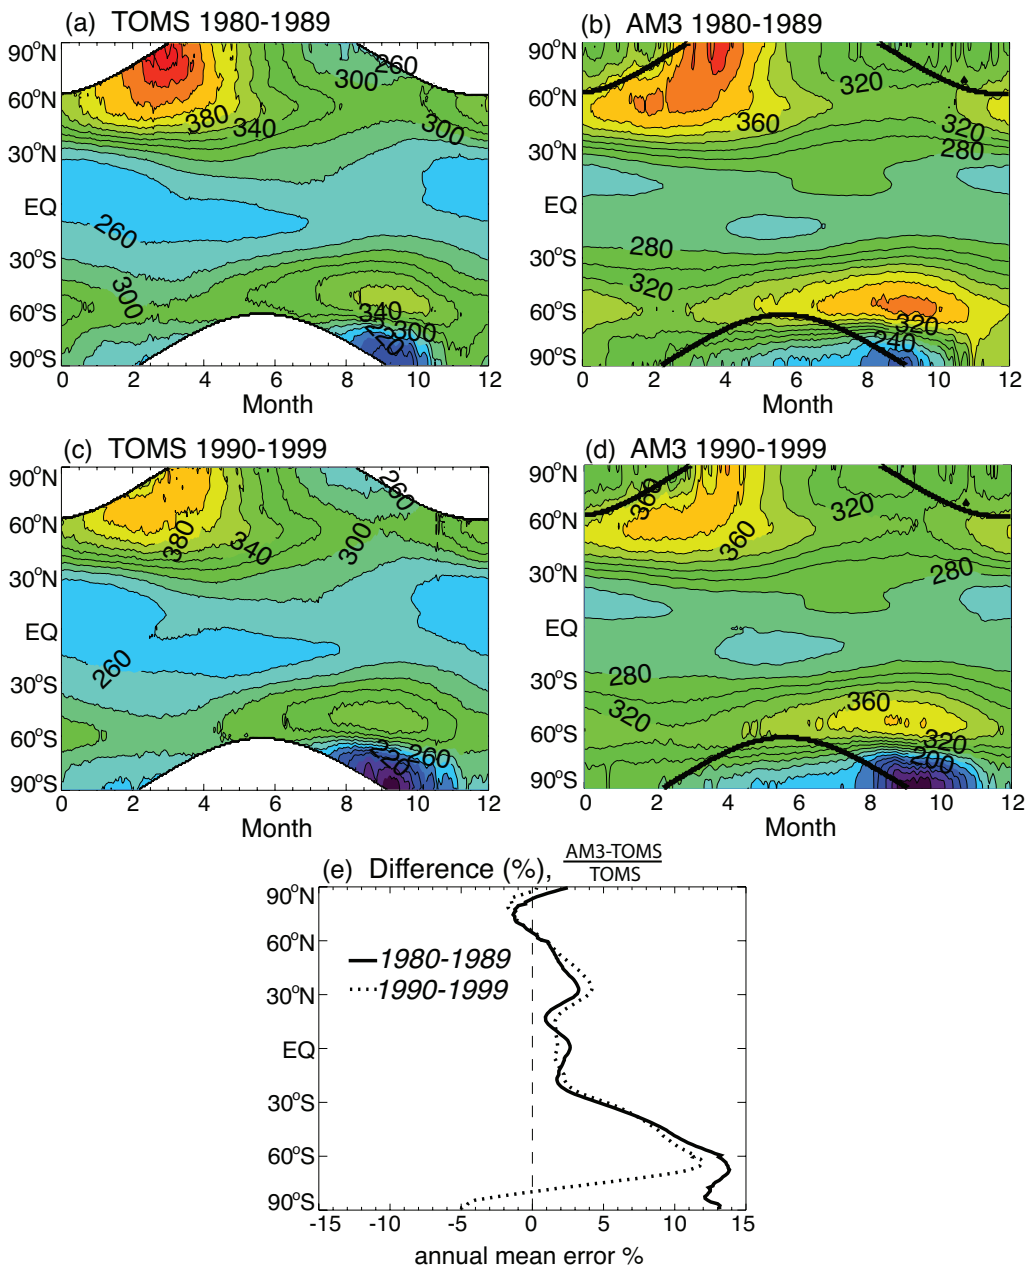 (a) TOMS 1980-1989
(b) AM3 1980-1989
90°N
60°N
30°N
EQ
30°S
60°S
90°S
260
300
380
340
300
260
300
340
300
220
0 2 4 6 8 10 12
Month
90°N
60°N
30°N
EQ
30°S
60°S
90°S
320
360
320
280
280
320
320
240
0 2 4 6 8 10 12
Month
(c) TOMS 1990-1999
(d) AM3 1990-1999
90°N
60°N
30°N
EQ
30°S
60°S
90°S
260
380
340
300
260
220
260
0 2 4 6 8 10 12
Month
90°N
60°N
30°N
EQ
30°S
60°S
90°S
360
320
360
280
280
320
360
320
200
0 2 4 6 8 10 12
Month
(e) Difference (%), AM3-TOMS
TOMS
90°N
60°N
30°N
EQ
30°S
60°S
90°S
1980-1989
1990-1999
-15 -10 -5 0 5 10 15
annual mean error %